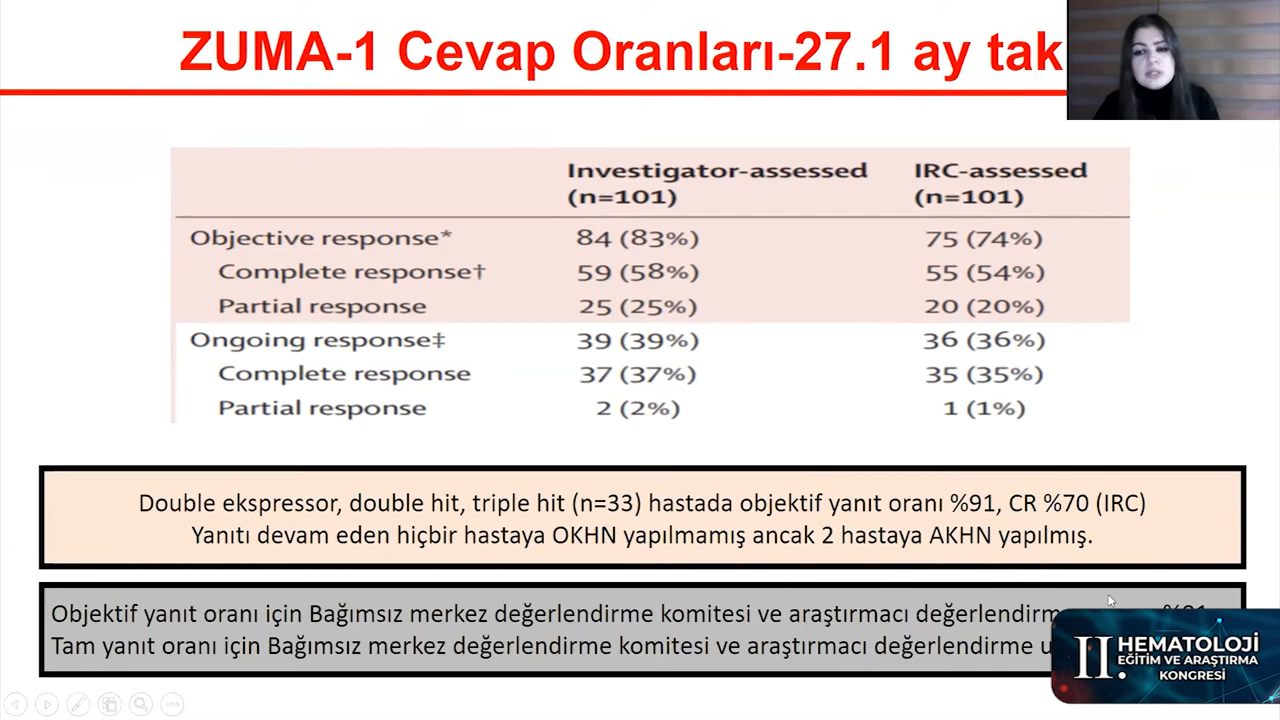 ZUMA-1 Cevap Oranları-27.1 ay tak
Investigator-assessed (n=101) IRC-assessed (n=101)
Objective response* 84 (83%) 75 (74%)
Complete response† 59 (58%) 55 (54%)
Partial response 25 (25%) 20 (20%)
Ongoing response‡ 39 (39%) 36 (36%)
Complete response 37 (37%) 35 (35%)
Partial response 2 (2%) 1 (1%)
Double ekspressor, double hit, triple hit (n=33) hastada objektif yanıt oranı %91, CR %70 (IRC)
Yanıtı devam eden hiçbir hastaya OKHN yapılmamış ancak 2 hastaya AKHN yapılmış.
Objektif yanıt oranı için Bağımsız merkez değerlendirme komitesi ve araştırmacı değerlendirm
Tam yanıt oranı için Bağımsız merkez değerlendirme komitesi ve araştırmacı değerlendirme u
II. HEMATOLOJİ
EĞİTİM VE ARAŞTIRMA
KONGRESİ